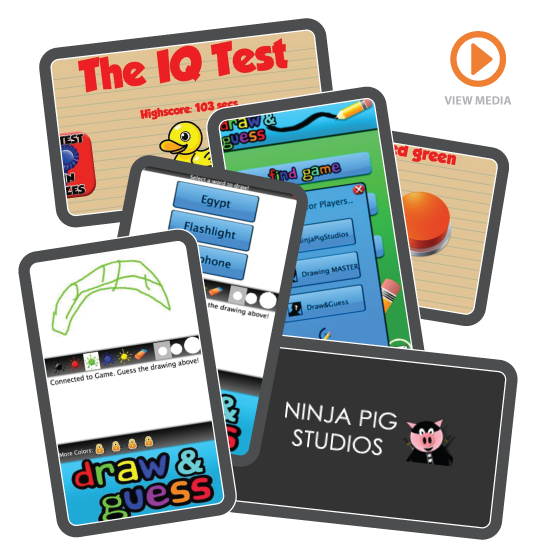 The IQ Test
Highscore: 103 secs
VIEW MEDIA
TEST
draw &
guess
find game
green
Players..
NinjaPigStudios
Drawing MASTER
Draw&Guess
Select a word to draw!
Egypt
Flashlight
phone
the drawing above!
Connected to Game. Guess the drawing above!
More Colors:
draw &
guess
NINJA PIG
STUDIOS